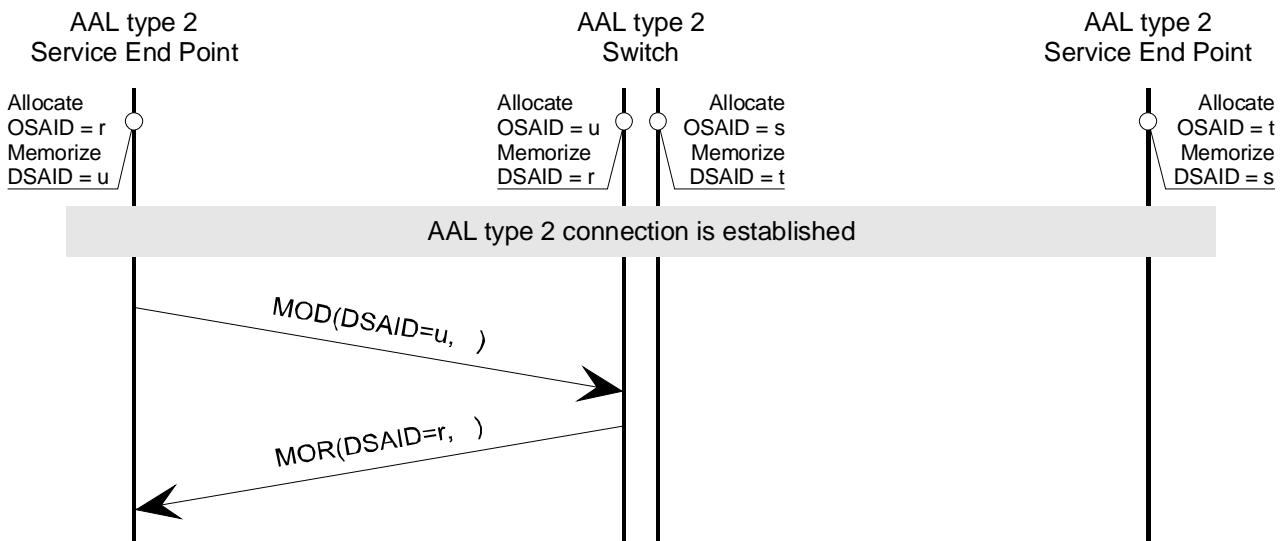 AAL type 2
Service End Point
AAL type 2
Switch
AAL type 2
Service End Point
Allocate
OSAID = r
Memorize
DSAID = u
Allocate
OSAID = u
Memorize
DSAID = r
Allocate
OSAID = s
Memorize
DSAID = t
Allocate
OSAID = t
Memorize
DSAID = s
AAL type 2 connection is established
MOD(DSAID=u, )
MOR(DSAID=r, )